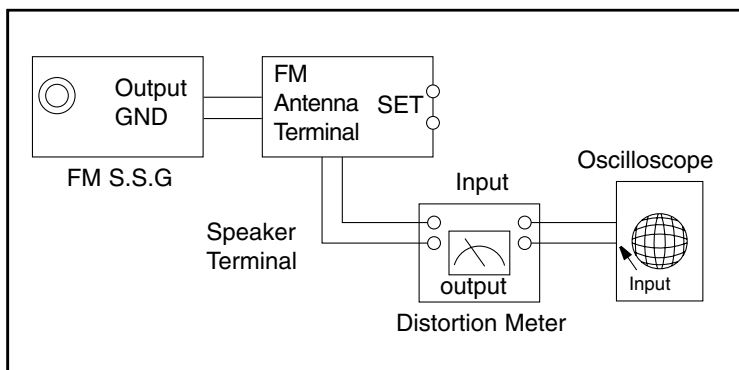 Output
GND
FM S.S.G
FM
Antenna
Terminal
SET
Speaker
Terminal
Input
output
Distortion Meter
Oscilloscope
Input